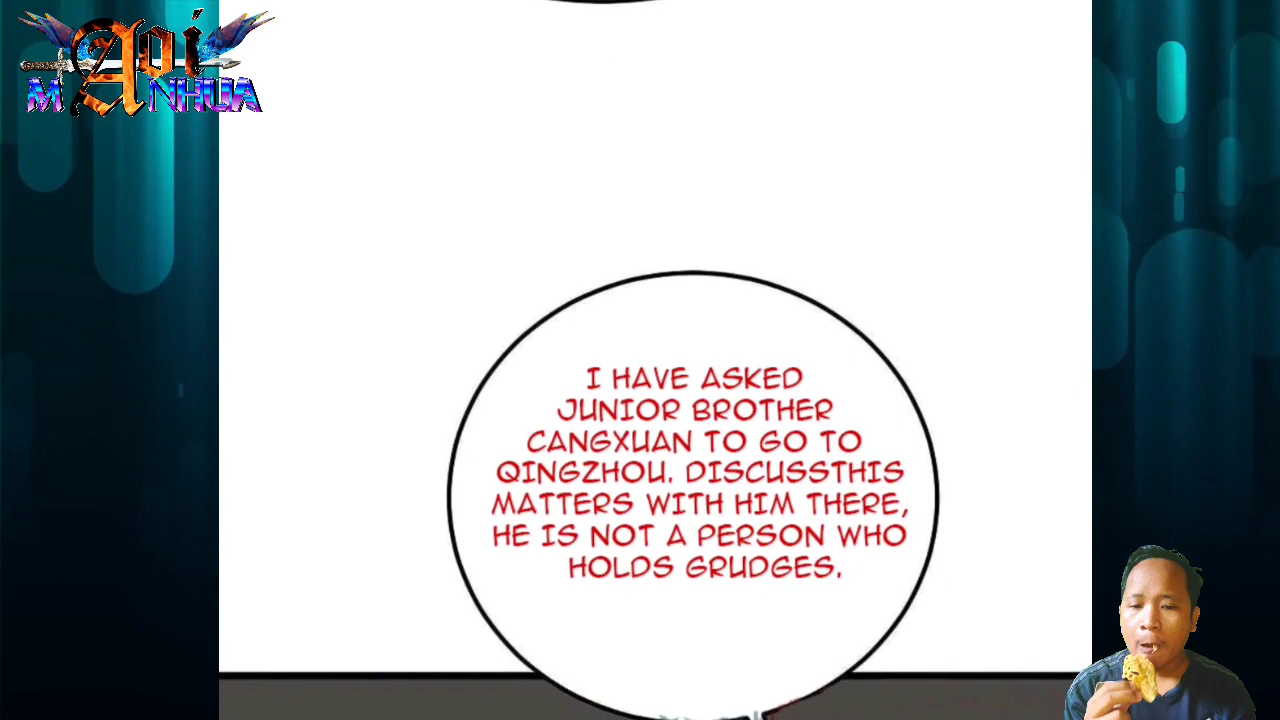 Api
MANHUA
I HAVE ASKED
JUNIOR BROTHER
CANGXUAN TO GO TO
QINGZHOU. DISCUSSTHIS
MATTERS WITH HIM THERE,
HE IS NOT A PERSON WHO
HOLDS GRUDGES.